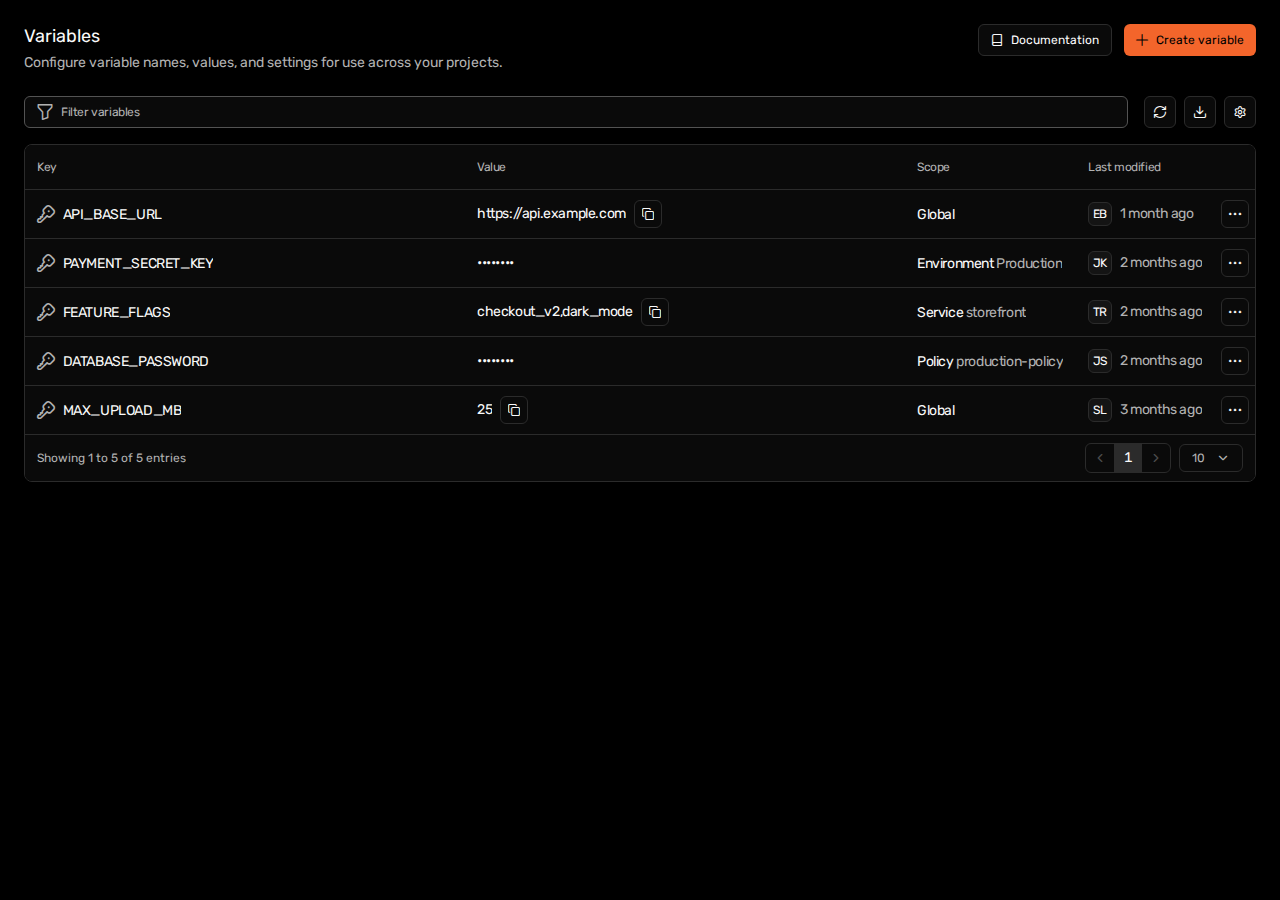 Variables
Configure variable names, values, and settings for use across your projects.
Documentation
Create variable
Filter variables
Key Value Scope Last modified
API_BASE_URL https://api.example.com Global EB 1 month ago
PAYMENT_SECRET_KEY •••••••• Environment Production JK 2 months ago
FEATURE_FLAGS checkout_v2,dark_mode Service storefront TR 2 months ago
DATABASE_PASSWORD •••••••• Policy production-policy JS 2 months ago
MAX_UPLOAD_MB 25 Global SL 3 months ago
Showing 1 to 5 of 5 entries 1 10